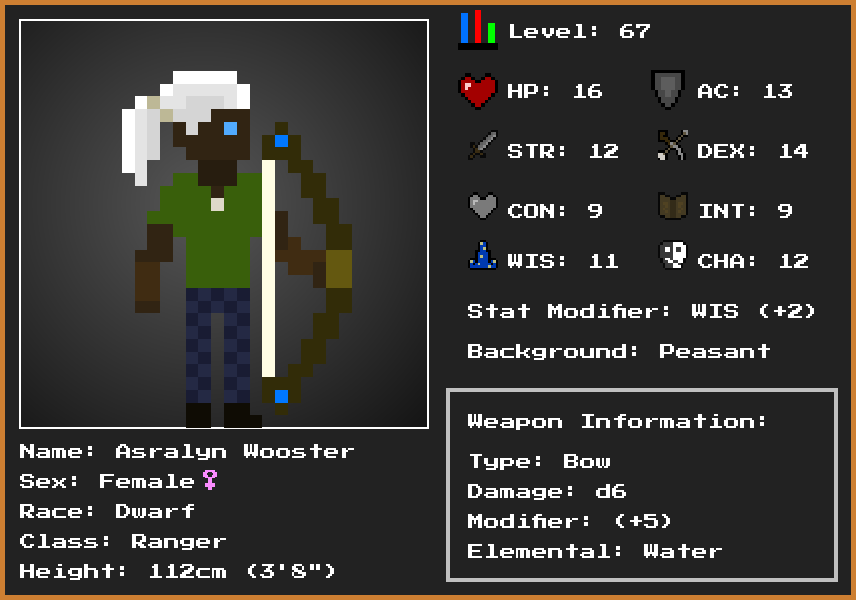 Level: 67
HP: 16 AC: 13
STR: 12 DEX: 14
CON: 9 INT: 9
WIS: 11 CHA: 12
Stat Modifier: WIS (+2)
Background: Peasant
Weapon Information:
Type: Bow
Damage: d6
Modifier: (+5)
Elemental: Water
Name: Asralyn Wooster
Sex: Female♀
Race: Dwarf
Class: Ranger
Height: 112cm (3'8")